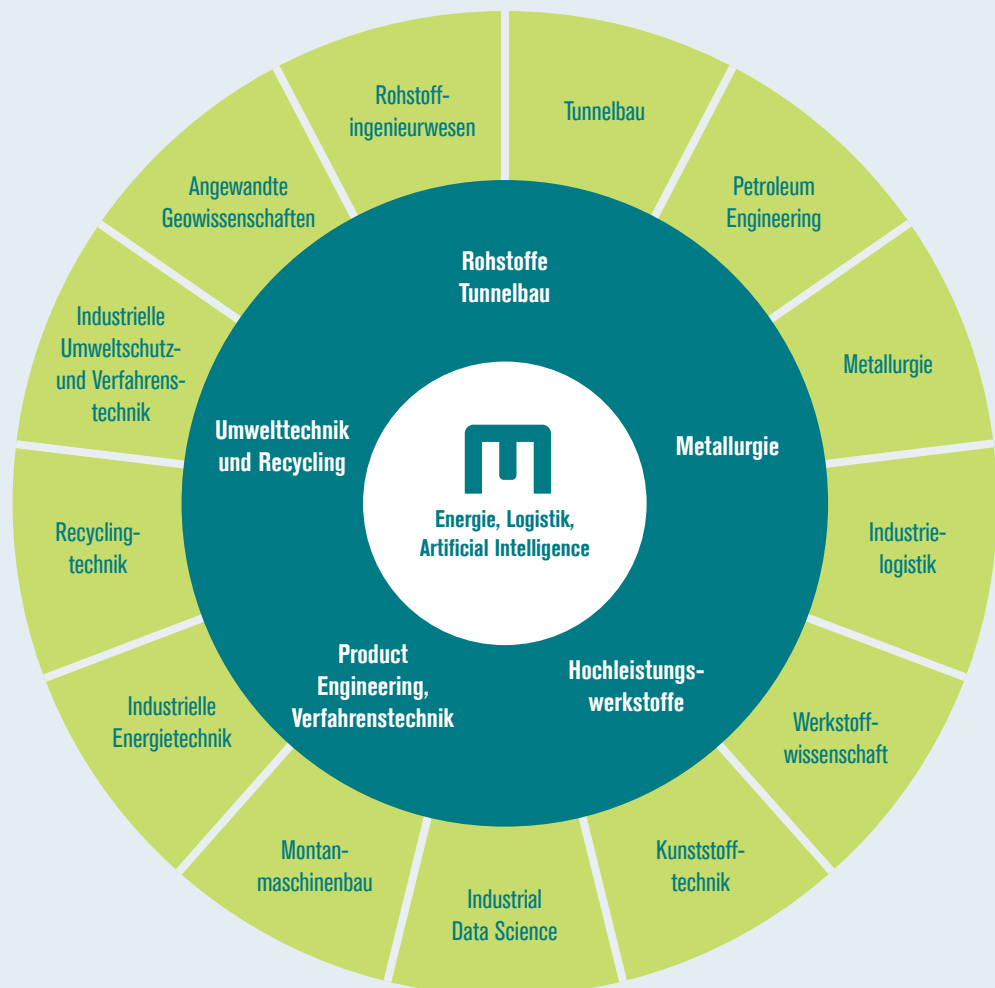 Rohstoff-
ingenieurwesen
Tunnelbau
Petroleum
Engineering
Metallurgie
Industrie-
logistik
Werkstoff-
wissenschaft
Kunststoff-
technik
Industrial
Data Science
Montan-
maschinenbau
Industrielle
Energietechnik
Recycling-
technik
Industrielle
Umweltschutz-
und Verfahrens-
technik
Angewandte
Geowissenschaften
Rohstoffe
Tunnelbau
Metallurgie
Hochleistungs-
werkstoffe
Product
Engineering,
Verfahrenstechnik
Umwelttechnik
und Recycling
Energie, Logistik,
Artificial Intelligence